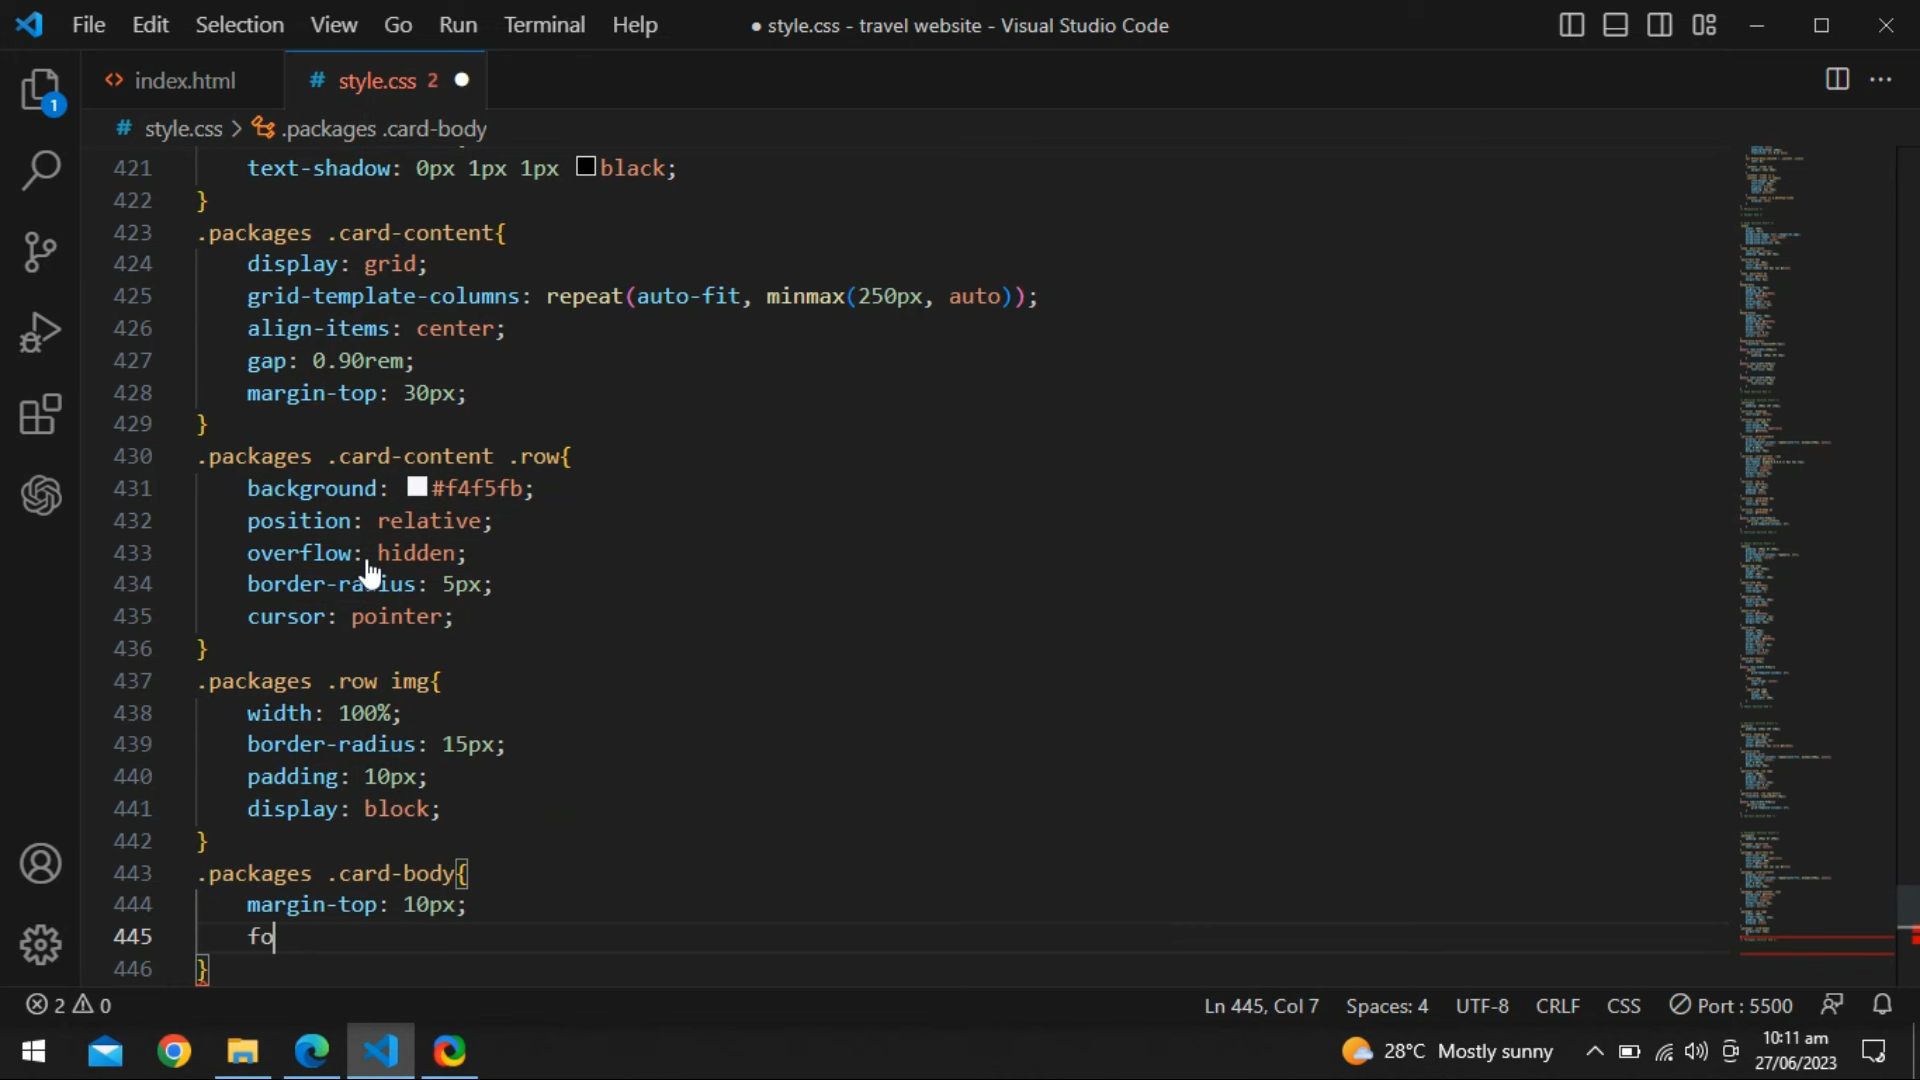 File Edit Selection View Go Run Terminal Help
● style.css - travel website - Visual Studio Code
<> index.html
# style.css 2 ●
# style.css > .packages .card-body
421 text-shadow: 0px 1px 1px black;
422 }
423 .packages .card-content{
424 display: grid;
425 grid-template-columns: repeat(auto-fit, minmax(250px, auto));
426 align-items: center;
427 gap: 0.90rem;
428 margin-top: 30px;
429 }
430 .packages .card-content .row{
431 background: #f4f5fb;
432 position: relative;
433 overflow: hidden;
434 border-radius: 5px;
435 cursor: pointer;
436 }
437 .packages .row img{
438 width: 100%;
439 border-radius: 15px;
440 padding: 10px;
441 display: block;
442 }
443 .packages .card-body{
444 margin-top: 10px;
445 fo
446 }
1
2 0
Ln 445, Col 7 Spaces: 4 UTF-8 CRLF CSS Port : 5500
28°C Mostly sunny
10:11 am
27/06/2023